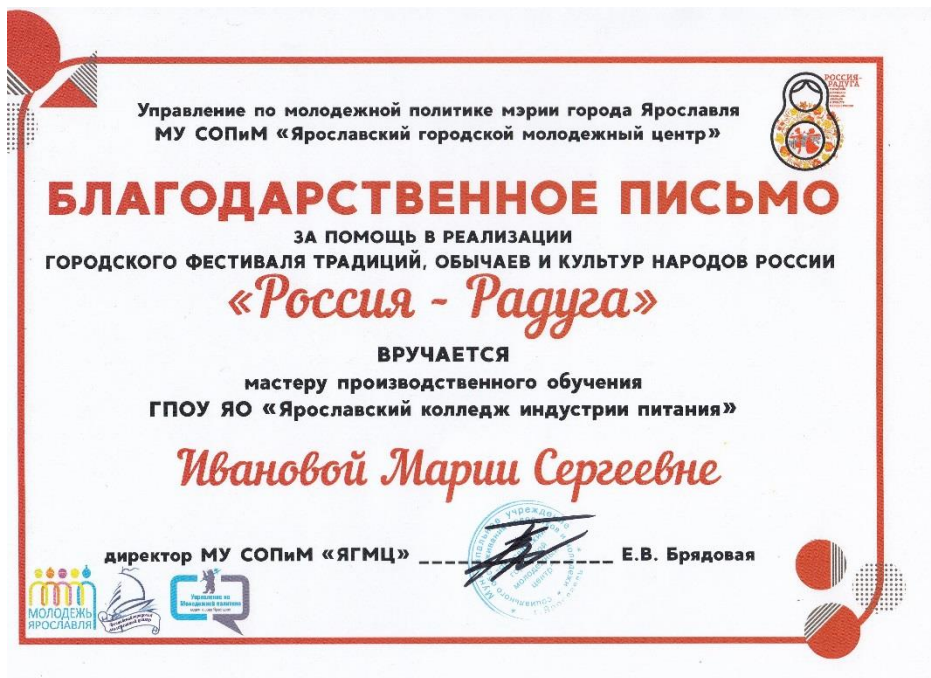 Управление по молодежной политике мэрии города Ярославля
МУ СОПиМ «Ярославский городской молодежный центр»
РОССИЯ-
РАДУГА
БЛАГОДАРСТВЕННОЕ ПИСЬМО
ЗА ПОМОЩЬ В РЕАЛИЗАЦИИ
ГОРОДСКОГО ФЕСТИВАЛЯ ТРАДИЦИЙ, ОБЫЧАЕВ И КУЛЬТУР НАРОДОВ РОССИИ
«Россия - Радуга»
ВРУЧАЕТСЯ
мастеру производственного обучения
ГПОУ ЯО «Ярославский колледж индустрии питания»
Ивановой Марии Сергеевне
директор МУ СОПиМ «ЯГМЦ» ____________ Е.В. Брядовая
МОЛОДЕЖЬ
ЯРОСЛАВЛЯ
Управление по
Молодежной политике